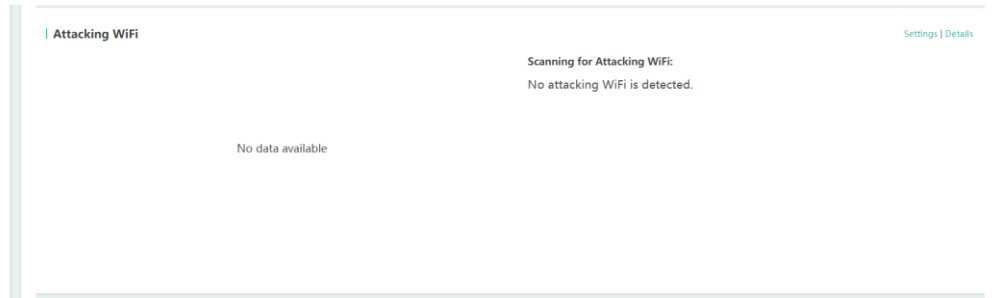 Attacking WiFi
Settings | Details
Scanning for Attacking WiFi:
No attacking WiFi is detected.
No data available